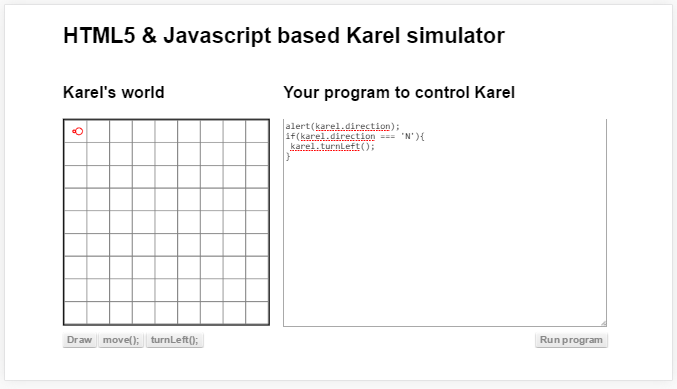 HTML5 & Javascript based Karel simulator
Karel's world
Your program to control Karel
alert(karel.direction);
if(karel.direction === 'N'){
karel.turnLeft();
}
Draw move(); turnLeft(); Run program